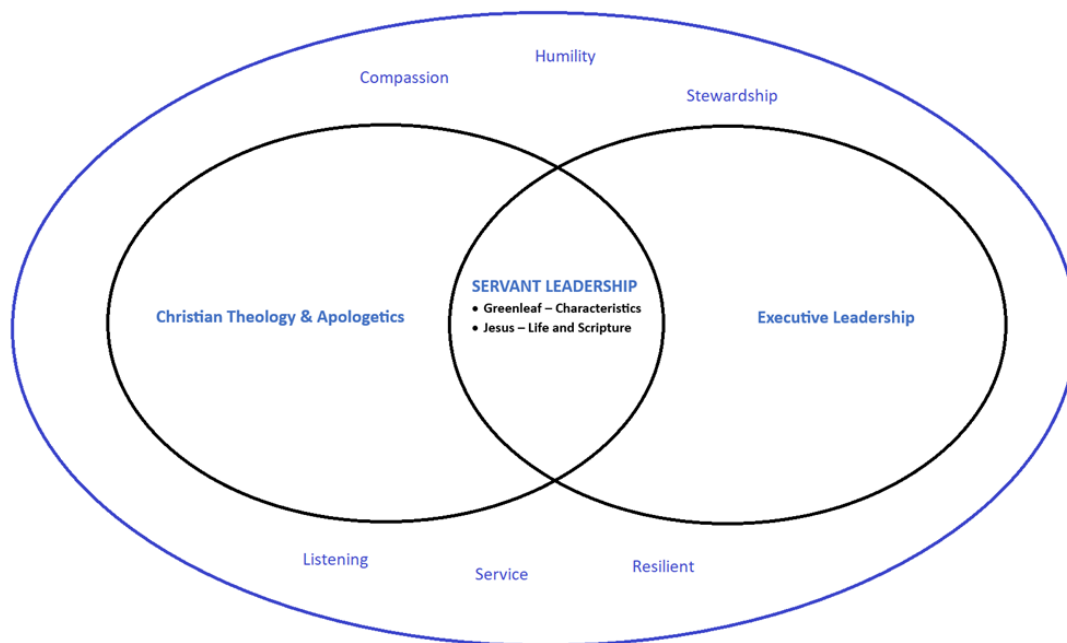 Humility
Compassion
Stewardship
SERVANT LEADERSHIP
• Greenleaf – Characteristics
• Jesus – Life and Scripture
Christian Theology & Apologetics
Executive Leadership
Listening
Service
Resilient